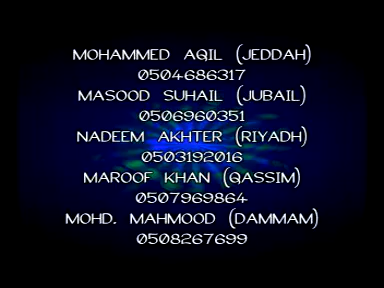 MOHAMMED AQIL (JEDDAH)
0504686317
MASOOD SUHAIL (JUBAIL)
0506960351
NADEEM AKHTER (RIYADH)
0503192016
MAROOF KHAN (QASSIM)
0507969864
MOHD. MAHMOOD (DAMMAM)
0508267699